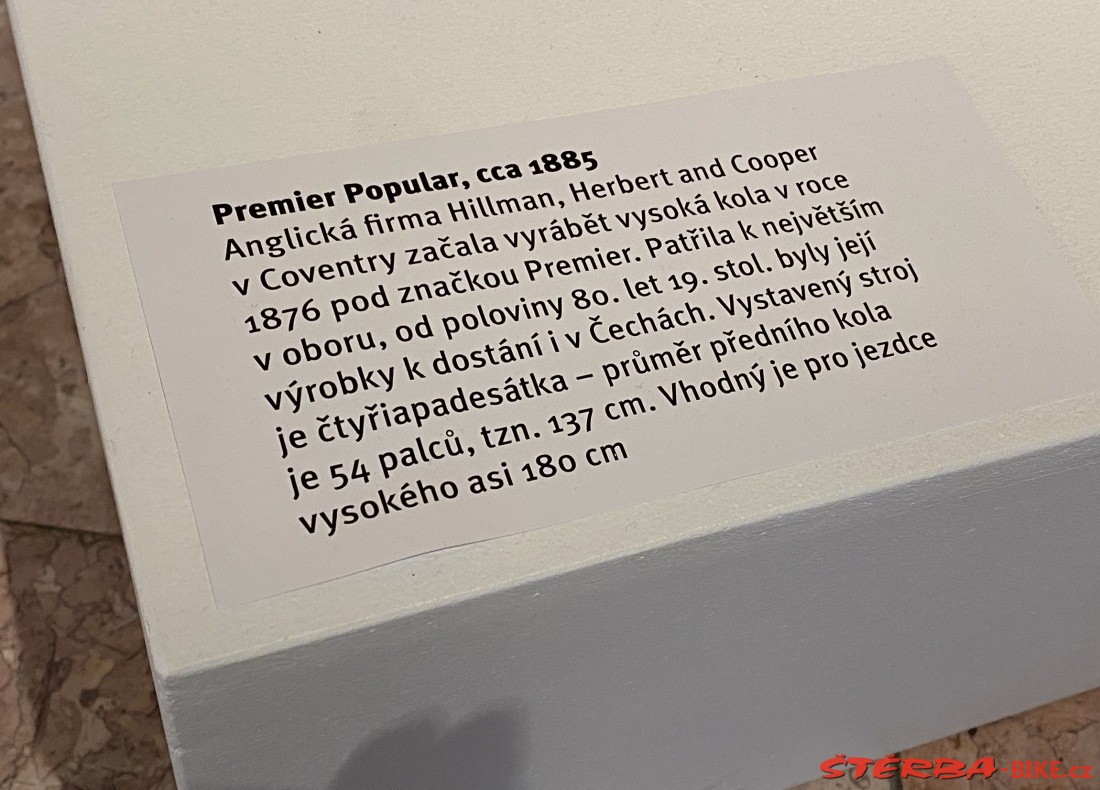 Premier Popular, cca 1885
Anglická firma Hillman, Herbert and Cooper
v Coventry začala vyrábět vysoká kola v roce
1876 pod značkou Premier. Patřila k největším
v oboru, od poloviny 80. let 19. stol. byly její
výrobky k dostání i v Čechách. Vystavený stroj
je čtyřiapadesátka – průměr předního kola
je 54 palců, tzn. 137 cm. Vhodný je pro jezdce
vysokého asi 180 cm
ŠTĚRBA-BIKE.cz